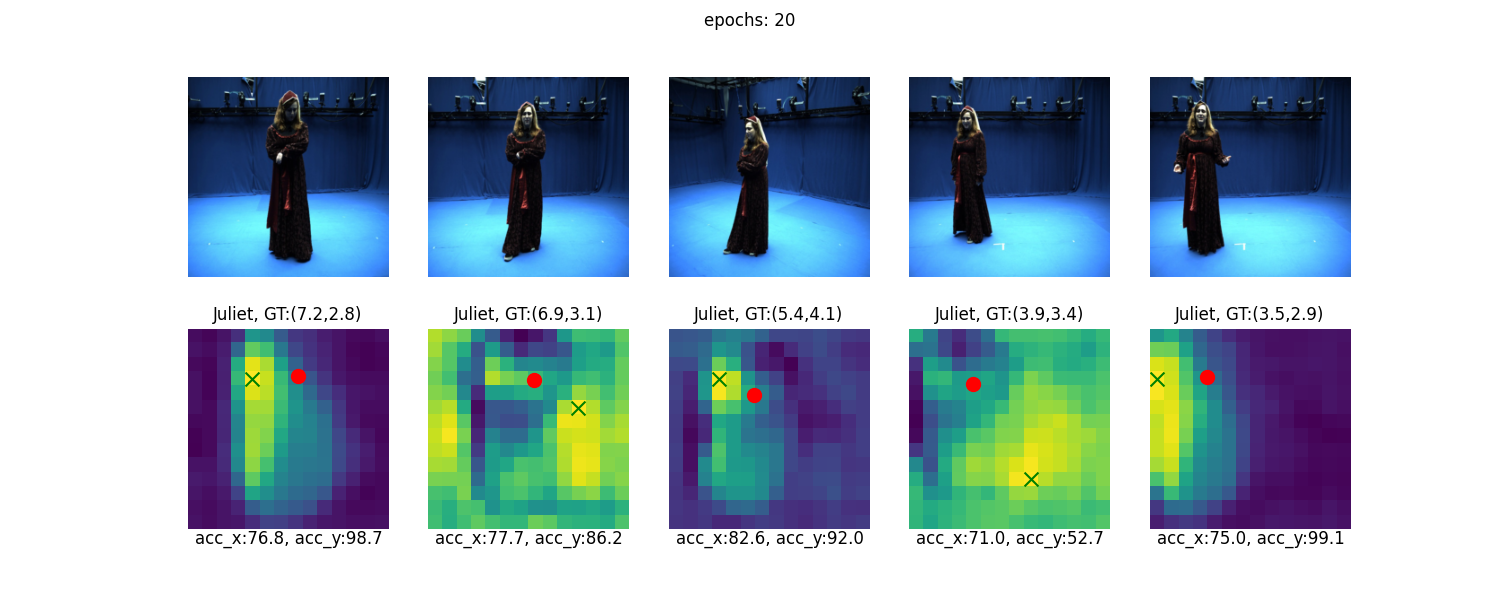 epochs: 20
Juliet, GT:(7.2,2.8)
Juliet, GT:(6.9,3.1)
Juliet, GT:(5.4,4.1)
Juliet, GT:(3.9,3.4)
Juliet, GT:(3.5,2.9)
acc_x:76.8, acc_y:98.7
acc_x:77.7, acc_y:86.2
acc_x:82.6, acc_y:92.0
acc_x:71.0, acc_y:52.7
acc_x:75.0, acc_y:99.1